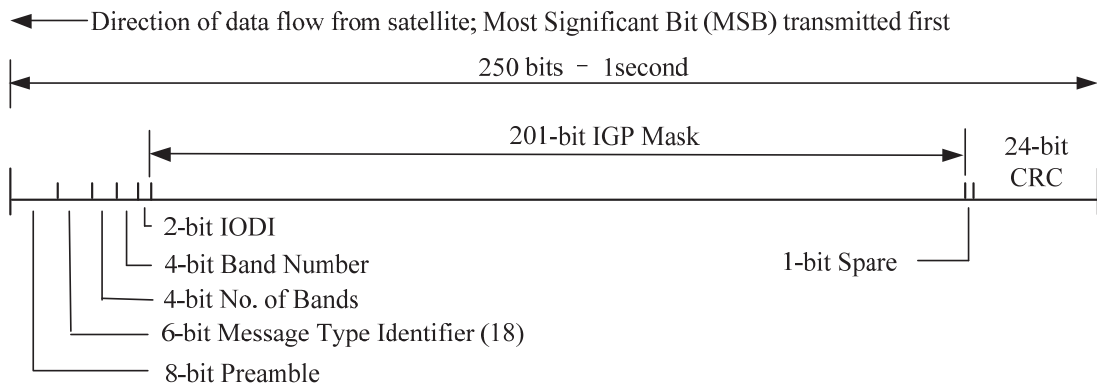 Direction of data flow from satellite; Most Significant Bit (MSB) transmitted first
250 bits - 1second
201-bit IGP Mask
24-bit
CRC
2-bit IODI
4-bit Band Number
1-bit Spare
4-bit No. of Bands
6-bit Message Type Identifier (18)
8-bit Preamble